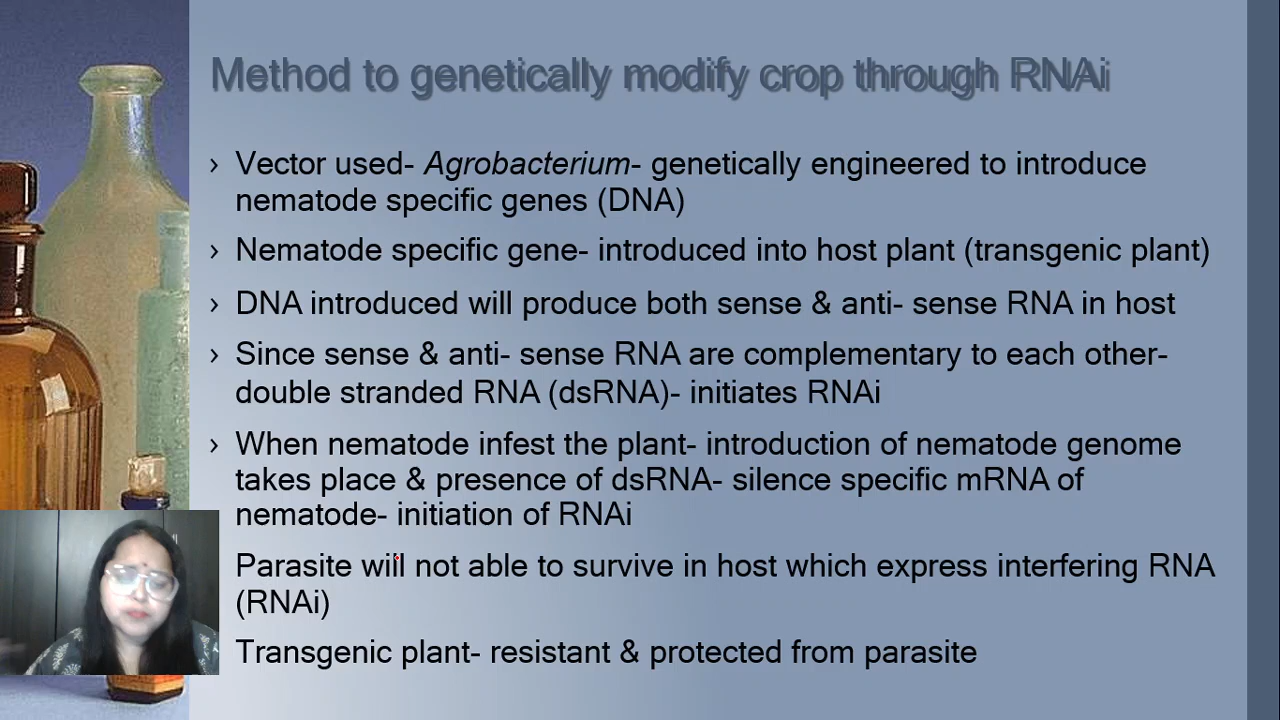 Method to genetically modify crop through RNAi
› Vector used- Agrobacterium- genetically engineered to introduce
nematode specific genes (DNA)
› Nematode specific gene- introduced into host plant (transgenic plant)
› DNA introduced will produce both sense & anti- sense RNA in host
› Since sense & anti- sense RNA are complementary to each other-
double stranded RNA (dsRNA)- initiates RNAi
› When nematode infest the plant- introduction of nematode genome
takes place & presence of dsRNA- silence specific mRNA of
nematode- initiation of RNAi
Parasite wiil not able to survive in host which express interfering RNA
(RNAi)
Transgenic plant- resistant & protected from parasite